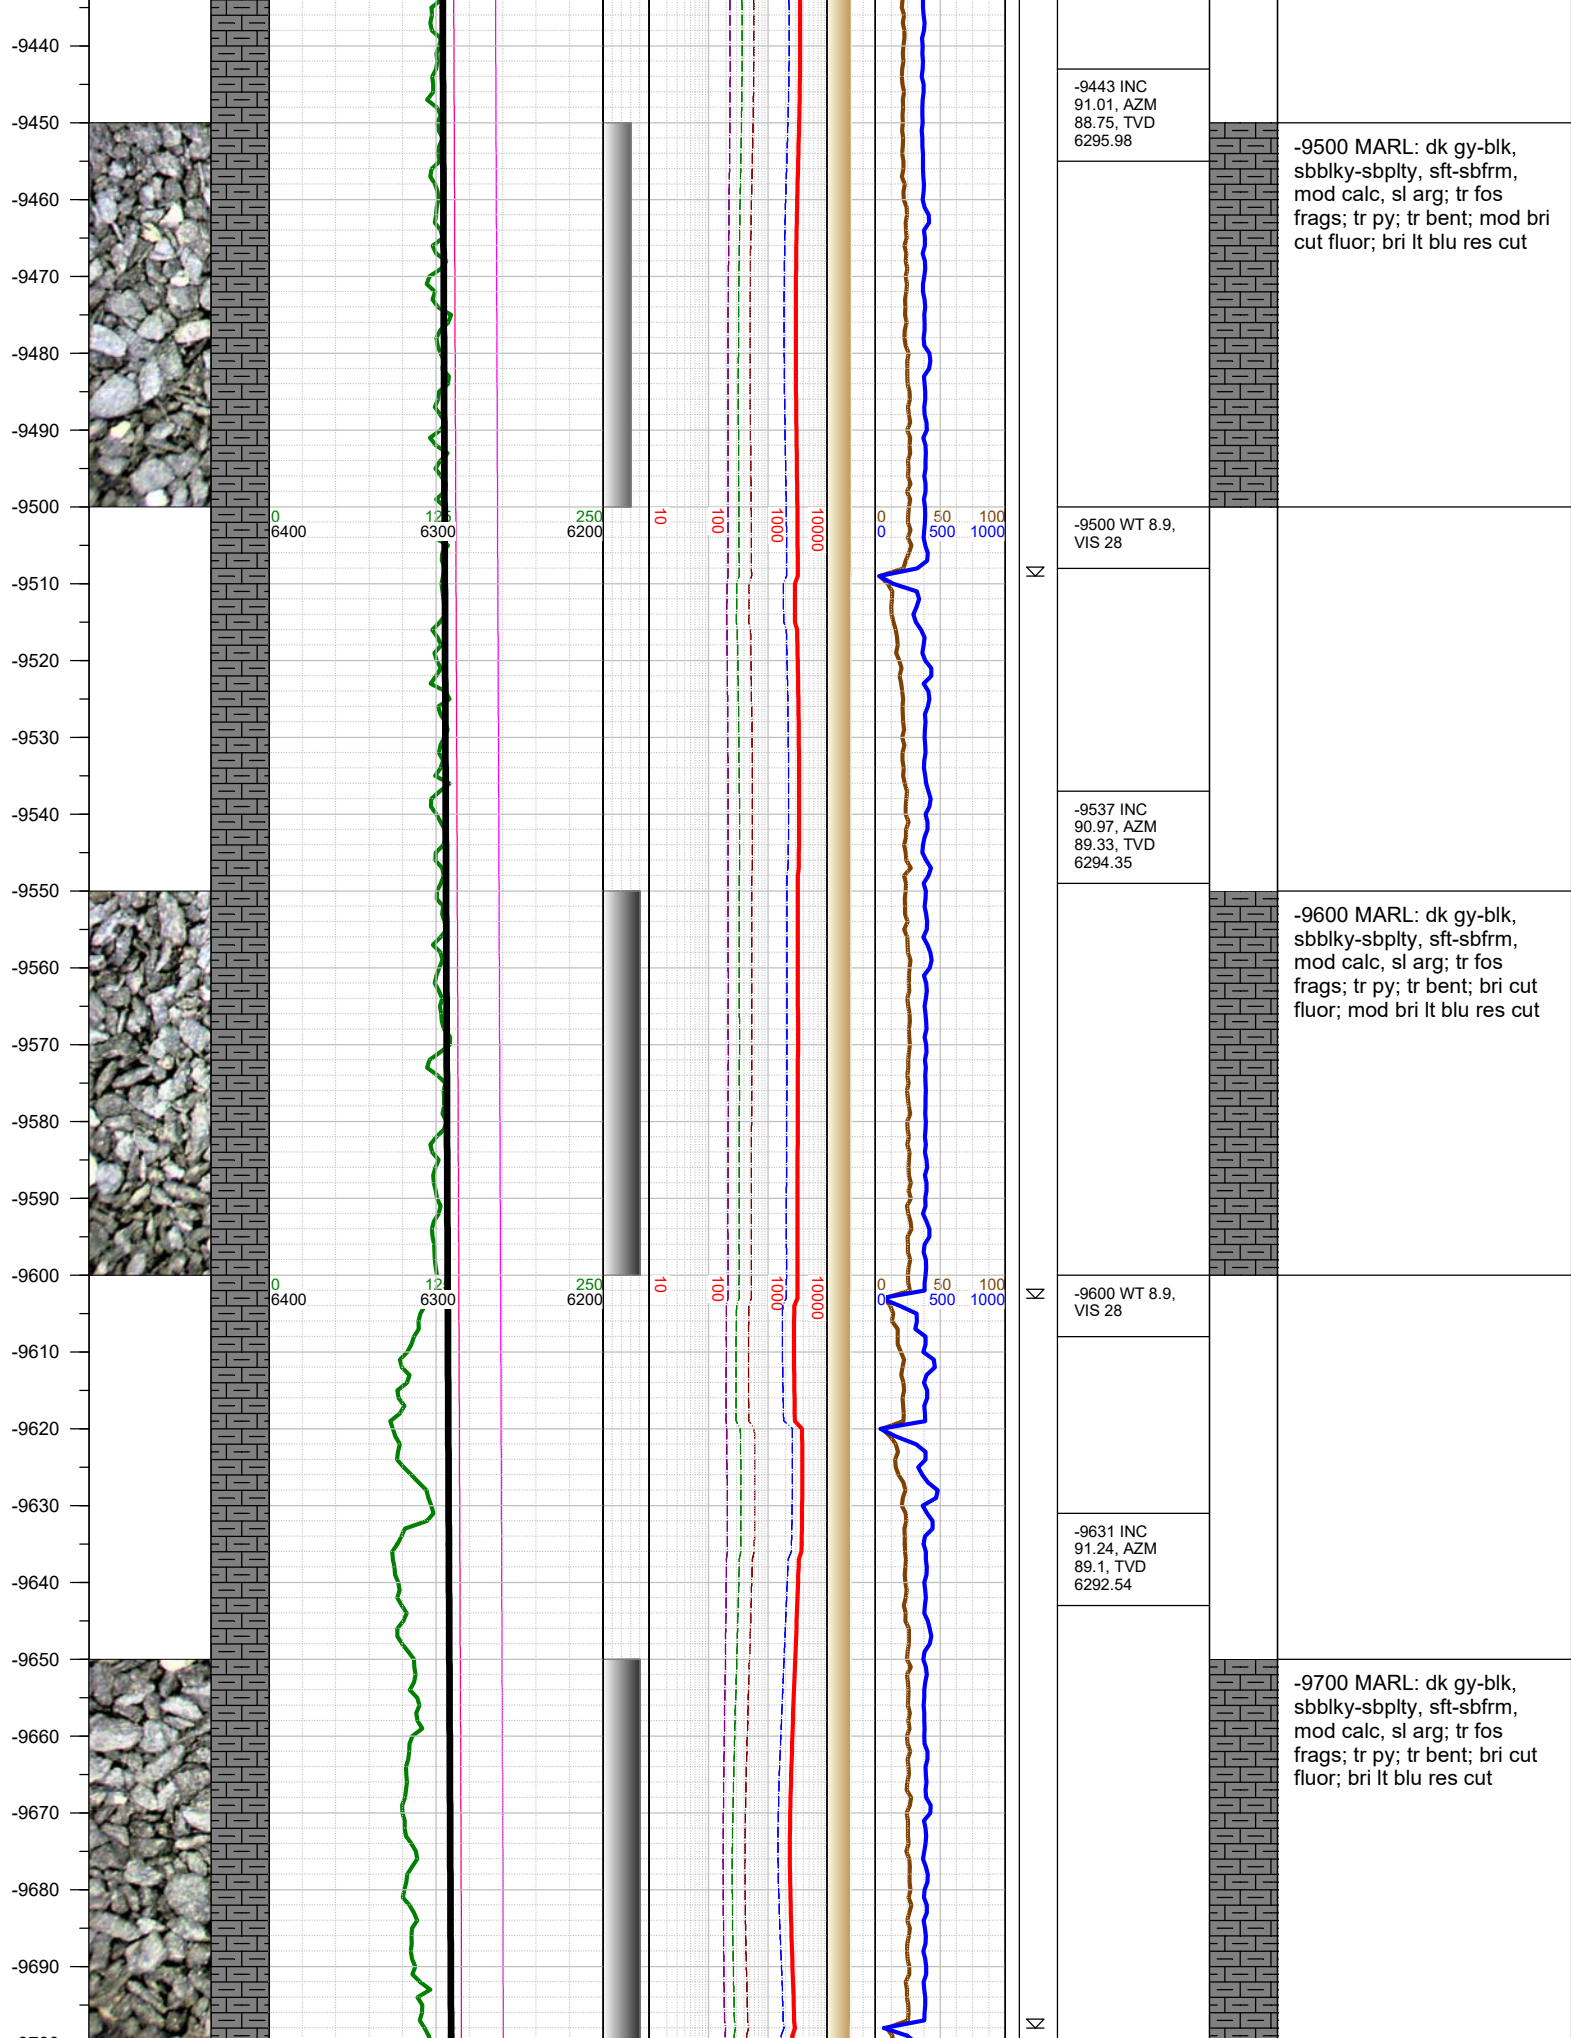 -9440
-9443 INC
91.01, AZM
88.75, TVD
6295.98
-9450
-9500 MARL: dk gy-blk,
sbblky-sbplty, sft-sbfrm,
mod calc, sl arg; tr fos
frags; tr py; tr bent; mod bri
cut fluor; bri lt blu res cut
-9460
-9470
-9480
-9490
-9500
0 125 250 10 100 1000 10000 0 50 100
6400 6300 6200 0 500 1000
-9500 WT 8.9,
VIS 28
-9510
-9520
-9530
-9537 INC
90.97, AZM
89.33, TVD
6294.35
-9540
-9550
-9600 MARL: dk gy-blk,
sbblky-sbplty, sft-sbfrm,
mod calc, sl arg; tr fos
frags; tr py; tr bent; bri cut
fluor; mod bri lt blu res cut
-9560
-9570
-9580
-9590
-9600
0 12 250 10 100 1000 10000 0 50 100
6400 6300 6200 0 500 1000
-9600 WT 8.9,
VIS 28
-9610
-9620
-9630
-9631 INC
91.24, AZM
89.1, TVD
6292.54
-9640
-9650
-9700 MARL: dk gy-blk,
sbblky-sbplty, sft-sbfrm,
mod calc, sl arg; tr fos
frags; tr py; tr bent; bri cut
fluor; bri lt blu res cut
-9660
-9670
-9680
-9690